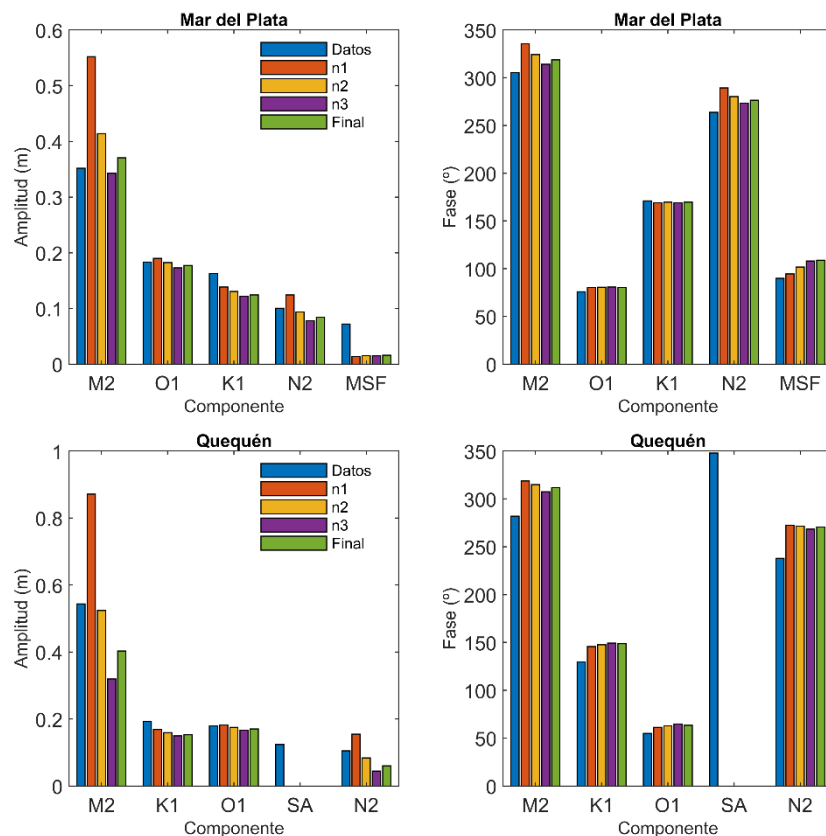 Mar del Plata
Amplitud (m)
0.6
0.5
0.4
0.3
0.2
0.1
0
Datos
n1
n2
n3
Final
M2 O1 K1 N2 MSF
Componente
Mar del Plata
Fase (º)
350
300
250
200
150
100
50
0
M2 O1 K1 N2 MSF
Componente
Quequén
Amplitud (m)
1
0.8
0.6
0.4
0.2
0
Datos
n1
n2
n3
Final
M2 K1 O1 SA N2
Componente
Quequén
Fase (º)
350
300
250
200
150
100
50
0
M2 K1 O1 SA N2
Componente